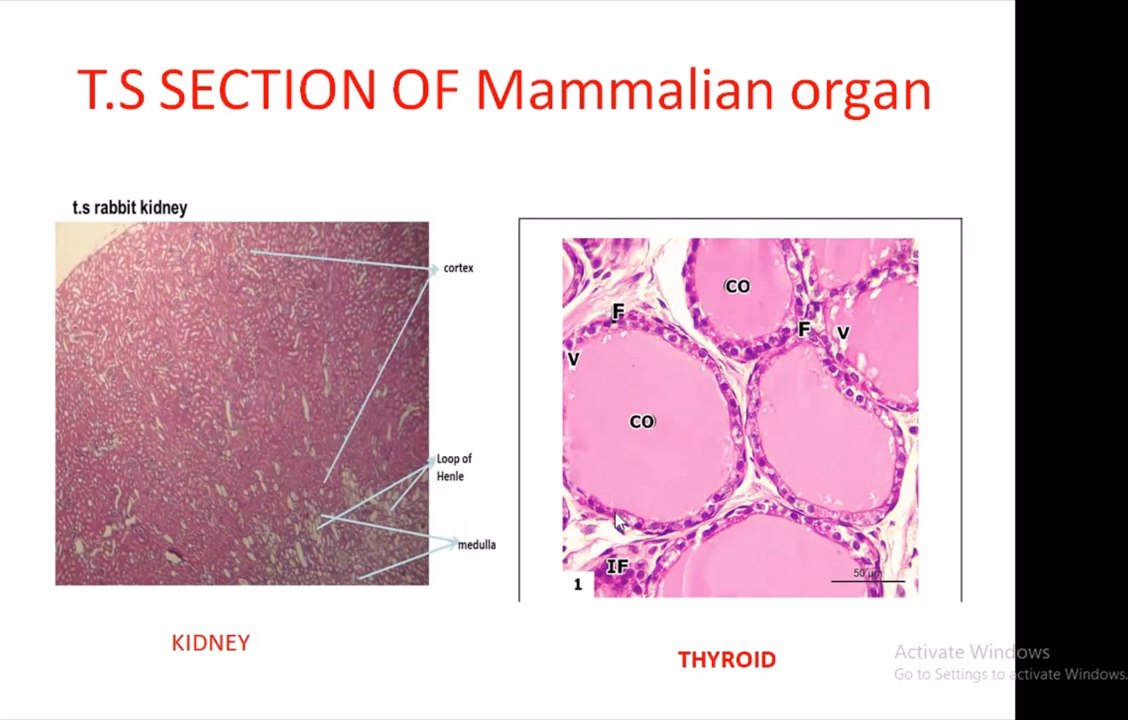 T.S SECTION OF Mammalian organ
t.s rabbit kidney
cortex
Loop of
Henle
medulla
KIDNEY
CO
F
F
V
V
CO
IF
1
50 µm
THYROID
Activate Windows
Go to Settings to activate Windows.